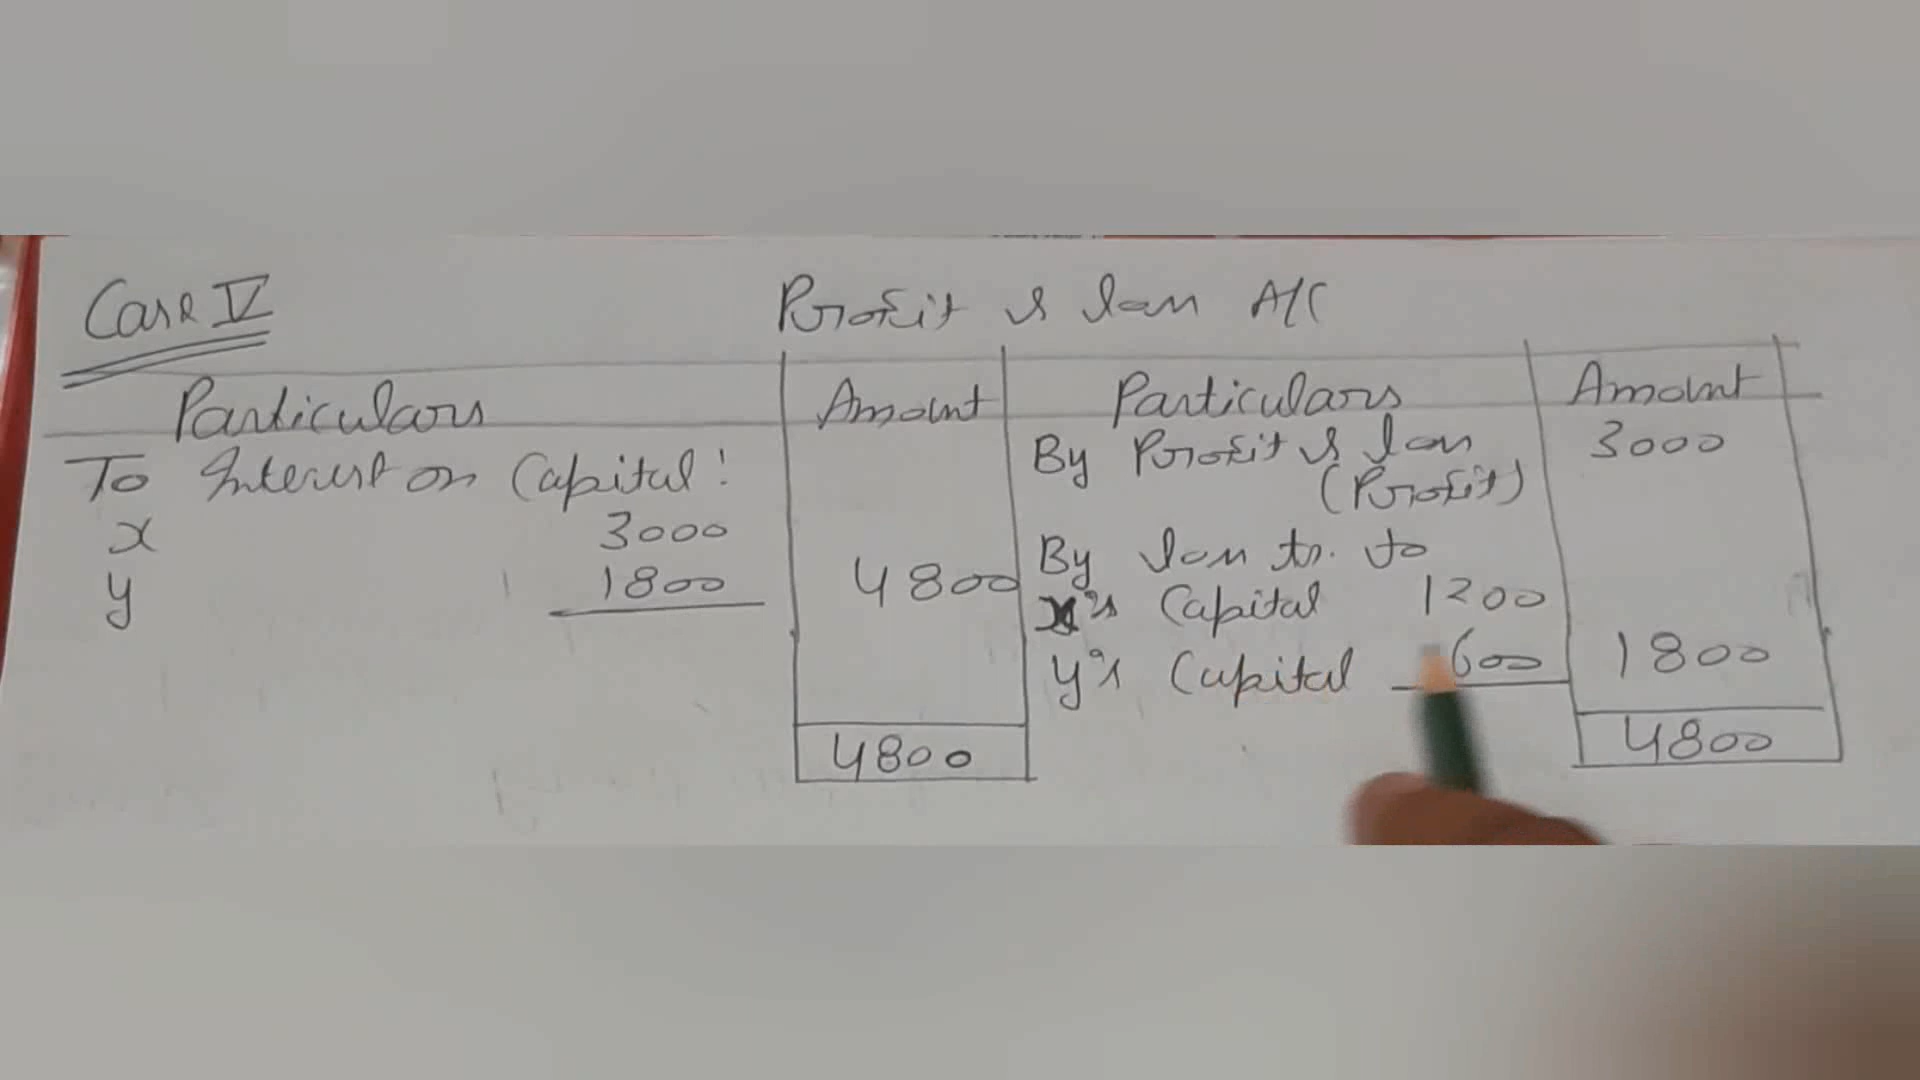 Case V
Profit & Loss A/C
Particulars Amount Particulars Amount
To Interest on Capital:
x 3000
y 1800 4800
4800
By Profit & Loss 3000
(Profit)
By Loss tr. to
X's Capital 1200
Y's Capital 600 1800
4800